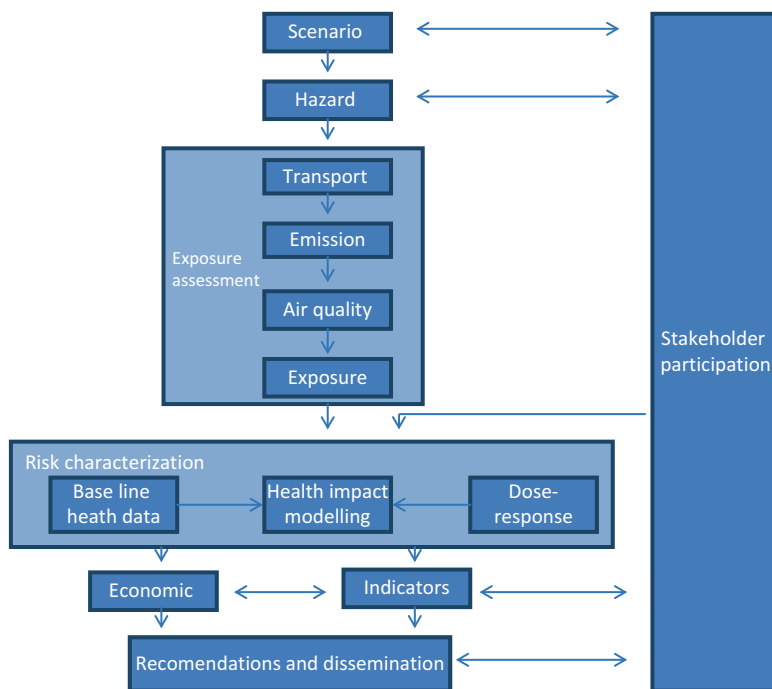 Scenario
Hazard
Transport
Emission
Exposure
assessment
Air quality
Exposure
Stakeholder
participation
Risk characterization
Base line
heath data
Health impact
modelling
Dose-
response
Economic
Indicators
Recomendations and dissemination